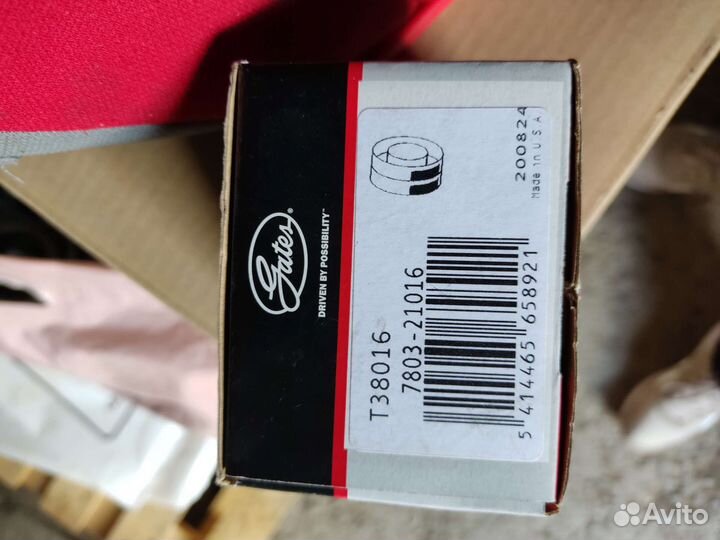 Gates®
DRIVEN BY POSSIBILITY™
T38016
7803-21016
5 414465 658921
200824
Made in U S A
Avito